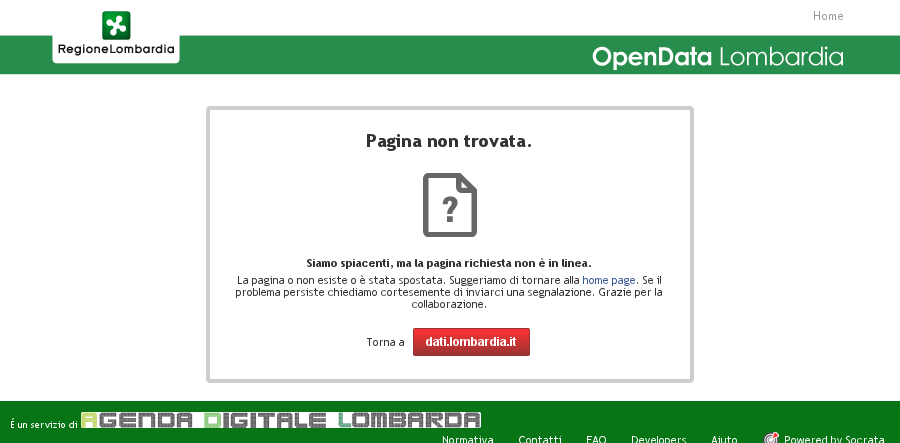 Home
RegioneLombardia
OpenData Lombardia
Pagina non trovata.
?
Siamo spiacenti, ma la pagina richiesta non è in linea.
La pagina o non esiste o è stata spostata. Suggeriamo di tornare alla home page. Se il
problema persiste chiediamo cortesemente di inviarci una segnalazione. Grazie per la
collaborazione.
Torna a dati.lombardia.it
É un servizio di AGENDA DIGITALE LOMBARDA
Normativa Contatti FAQ Developers Aiuto Powered by Socrata